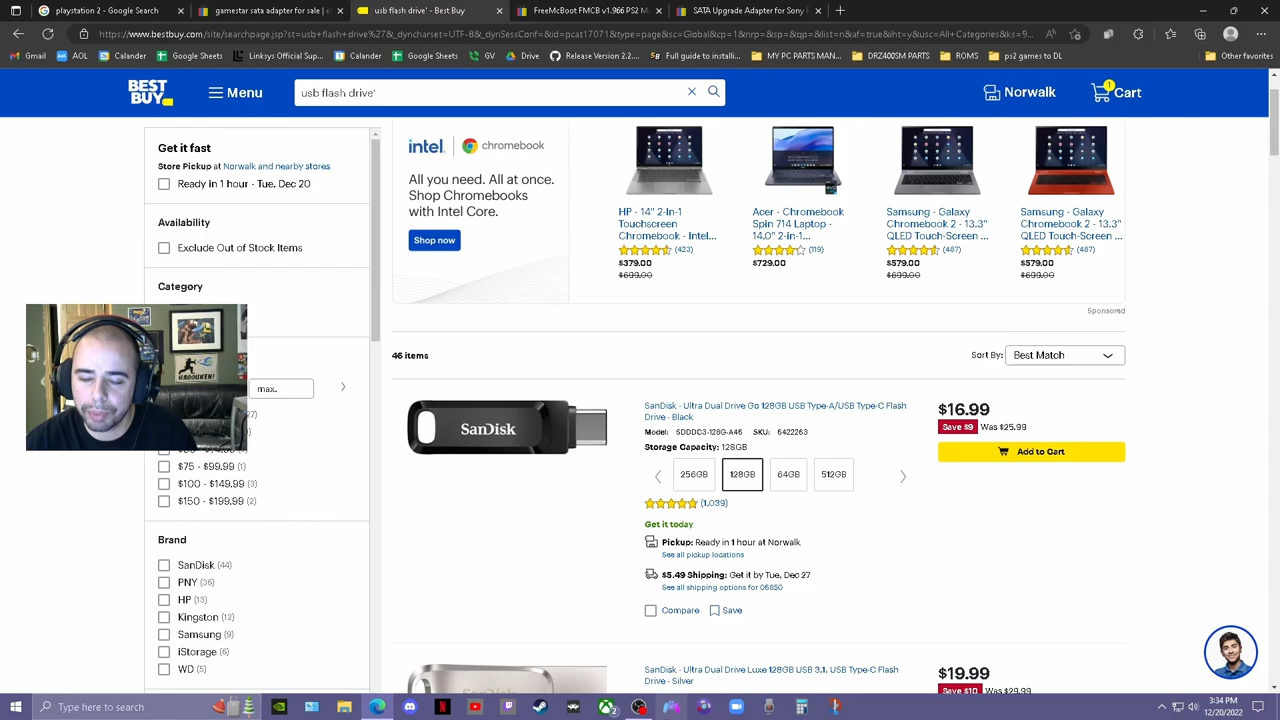 playstation 2 - Google Search
gamestar sata adapter for sale | e
usb flash drive' - Best Buy
FreeMcBoot FMCB v1.966 PS2 M
SATA Upgrade Adapter for Sony P
https://www.bestbuy.com/site/searchpage.jsp?st=usb+flash+drive%27&_dyncharset=UTF-8&_dynSessConf=&id=pcat17071&type=page&sc=Global&cp=1&nrp=&sp=&qp=&list=n&af=true&iht=y&usc=All+Categories&ks=9...
Gmail
AOL
Calander
Google Sheets
Linksys Official Sup...
Calander
Google Sheets
GV
Drive
Release Version 2.2...
Full guide to install...
MY PC PARTS MAN...
DRZ400SM PARTS
ROMS
ps2 games to DL
Other favorites
BEST BUY
Menu
usb flash drive'
Norwalk
1
Cart
Get it fast
Store Pickup at Norwalk and nearby stores
Ready in 1 hour - Tue, Dec 20
Availability
Exclude Out of Stock Items
Category
max.
$75 - $99.99 (1)
$100 - $149.99 (3)
$150 - $199.99 (2)
Brand
SanDisk (44)
PNY (36)
HP (13)
Kingston (12)
Samsung (9)
iStorage (6)
WD (5)
HADOUKEN!
intel. chromebook
All you need. All at once.
Shop Chromebooks
with Intel Core.
Shop now
HP - 14" 2-In-1
Touchscreen
Chromebook - Intel...
(423)
$379.00
$699.00
Acer - Chromebook
Spin 714 Laptop -
14.0" 2-in-1...
(119)
$729.00
Samsung - Galaxy
Chromebook 2 - 13.3"
QLED Touch-Screen ...
(487)
$579.00
$699.00
Samsung - Galaxy
Chromebook 2 - 13.3"
QLED Touch-Screen ...
(487)
$579.00
$699.00
Sponsored
46 items
Sort By:
Best Match
SanDisk
SanDisk - Ultra Dual Drive Go 128GB USB Type-A/USB Type-C Flash
Drive - Black
Model: SDDDC3-128G-A46 SKU: 6422263
Storage Capacity: 128GB
256GB
128GB
64GB
512GB
(1,039)
Get it today
Pickup: Ready in 1 hour at Norwalk
See all pickup locations
$5.49 Shipping: Get it by Tue, Dec 27
See all shipping options for 06850
Compare
Save
$16.99
Save $9
Was $25.99
Add to Cart
SanDisk
SanDisk - Ultra Dual Drive Luxe 128GB USB 3.1, USB Type-C Flash
Drive - Silver
$19.99
Save $10
Was $29.99
Type here to search
2
3:34 PM
12/20/2022